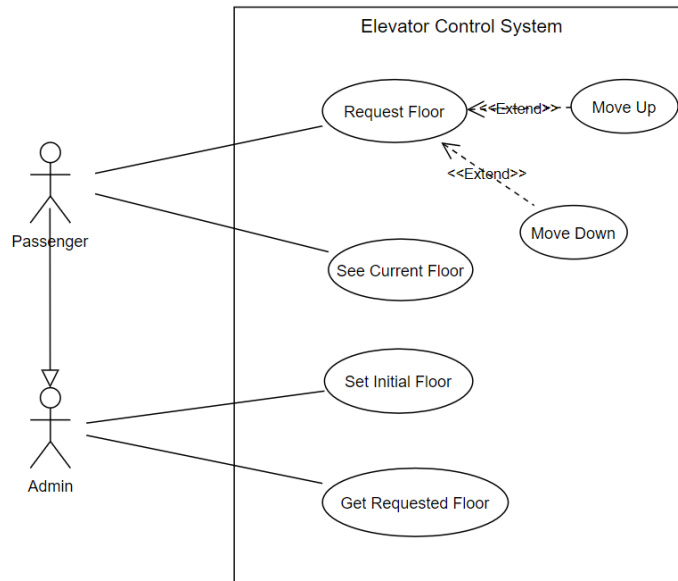 Elevator Control System
Request Floor
<<Extend>>
Move Up
<<Extend>>
Move Down
Passenger
See Current Floor
Set Initial Floor
Admin
Get Requested Floor